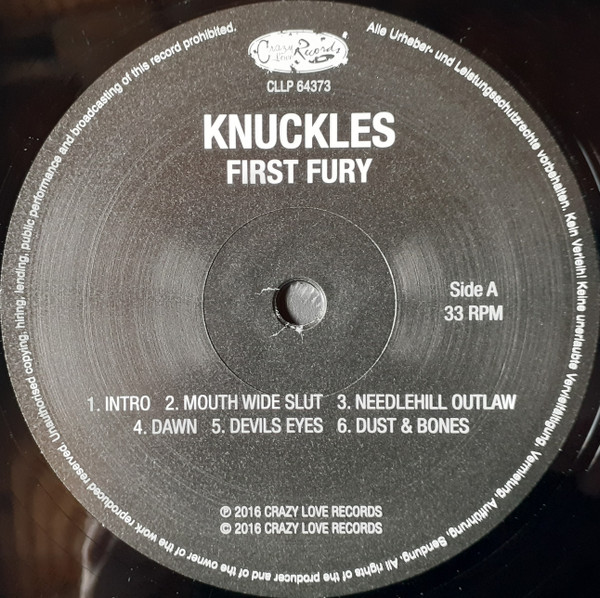 Crazy Love Records
CLLP 64373
KNUCKLES
FIRST FURY
Side A
33 RPM
1. INTRO 2. MOUTH WIDE SLUT 3. NEEDLEHILL OUTLAW
4. DAWN 5. DEVILS EYES 6. DUST & BONES
℗ 2016 CRAZY LOVE RECORDS
© 2016 CRAZY LOVE RECORDS
Alle Urheber- und Leistungsschutzrechte vorbehalten. Kein Verleih! Keine unerlaubte Vervielfältigung, Vermietung, Aufführung, Sendung. All rights of the producer and of the owner of the work reproduced reserved. Unauthorised copying, hiring, lending, public performance and broadcasting of this record prohibited.